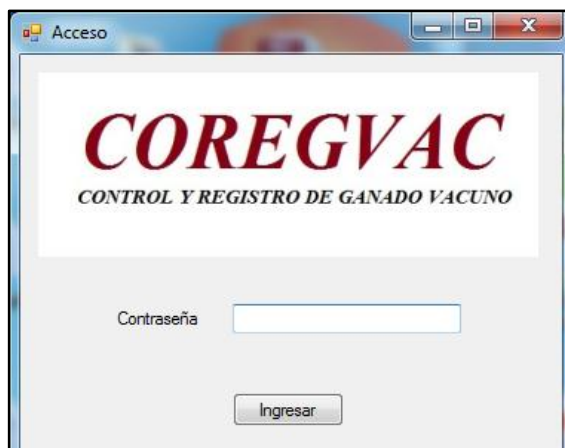 Acceso
COREGVAC
CONTROL Y REGISTRO DE GANADO VACUNO
Contraseña
Ingresar